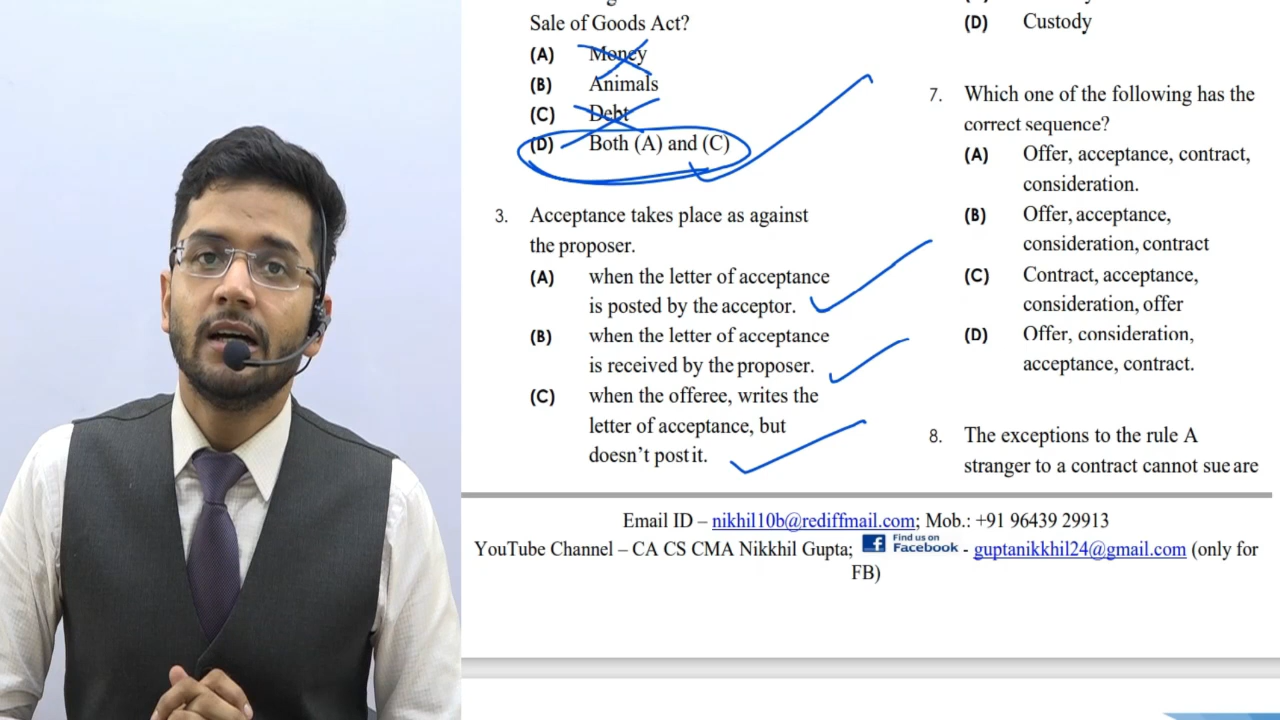 Sale of Goods Act?
(A) Money
(B) Animals
(C) Debt
(D) Both (A) and (C)
3. Acceptance takes place as against
the proposer.
(A) when the letter of acceptance
is posted by the acceptor.
(B) when the letter of acceptance
is received by the proposer.
(C) when the offeree, writes the
letter of acceptance, but
doesn't post it.
(D) Custody
7. Which one of the following has the
correct sequence?
(A) Offer, acceptance, contract,
consideration.
(B) Offer, acceptance,
consideration, contract
(C) Contract, acceptance,
consideration, offer
(D) Offer, consideration,
acceptance, contract.
8. The exceptions to the rule A
stranger to a contract cannot sue are
Email ID – nikhil10b@rediffmail.com; Mob.: +91 96439 29913
YouTube Channel – CA CS CMA Nikkhil Gupta; Find us on Facebook - guptanikkhil24@gmail.com (only for
FB)